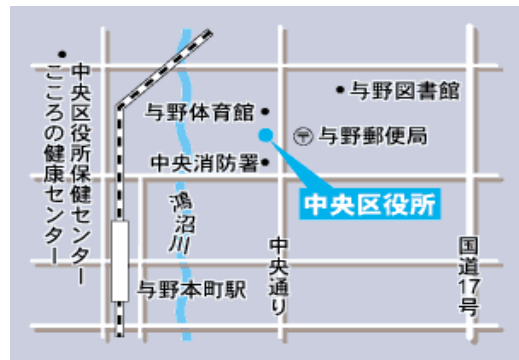 中央区役所保健センター
こころの健康センター
与野体育館
与野図書館
〒与野郵便局
中央消防署
中央区役所
鴻沼川
与野本町駅
中央通り
国道17号